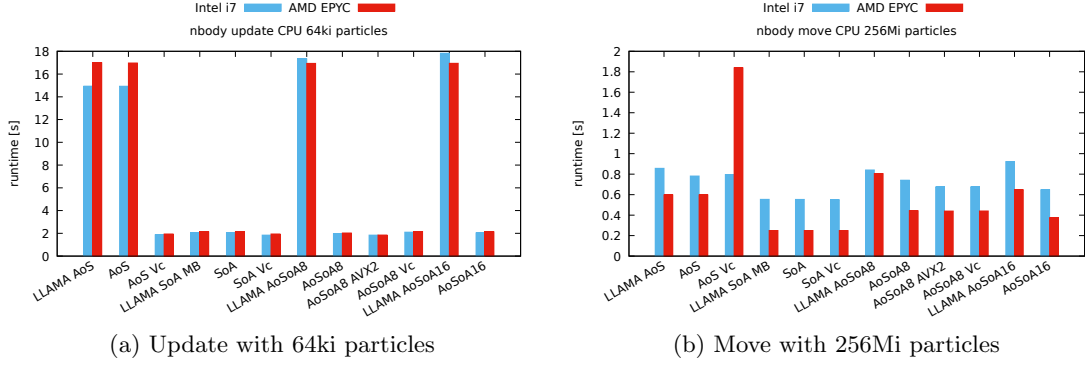 Intel i7 AMD EPYC
nbody update CPU 64ki particles
18
16
14
12
10
8
6
4
2
0
runtime [s]
LLAMA AoS
AoS
AoS Vc
LLAMA SoA MB
SoA
SoA Vc
LLAMA AoSoA8
AoSoA8
AoSoA8 AVX2
AoSoA8 Vc
LLAMA AoSoA16
AoSoA16
(a) Update with 64ki particles
Intel i7 AMD EPYC
nbody move CPU 256Mi particles
2
1.8
1.6
1.4
1.2
1
0.8
0.6
0.4
0.2
0
runtime [s]
LLAMA AoS
AoS
AoS Vc
LLAMA SoA MB
SoA
SoA Vc
LLAMA AoSoA8
AoSoA8
AoSoA8 AVX2
AoSoA8 Vc
LLAMA AoSoA16
AoSoA16
(b) Move with 256Mi particles